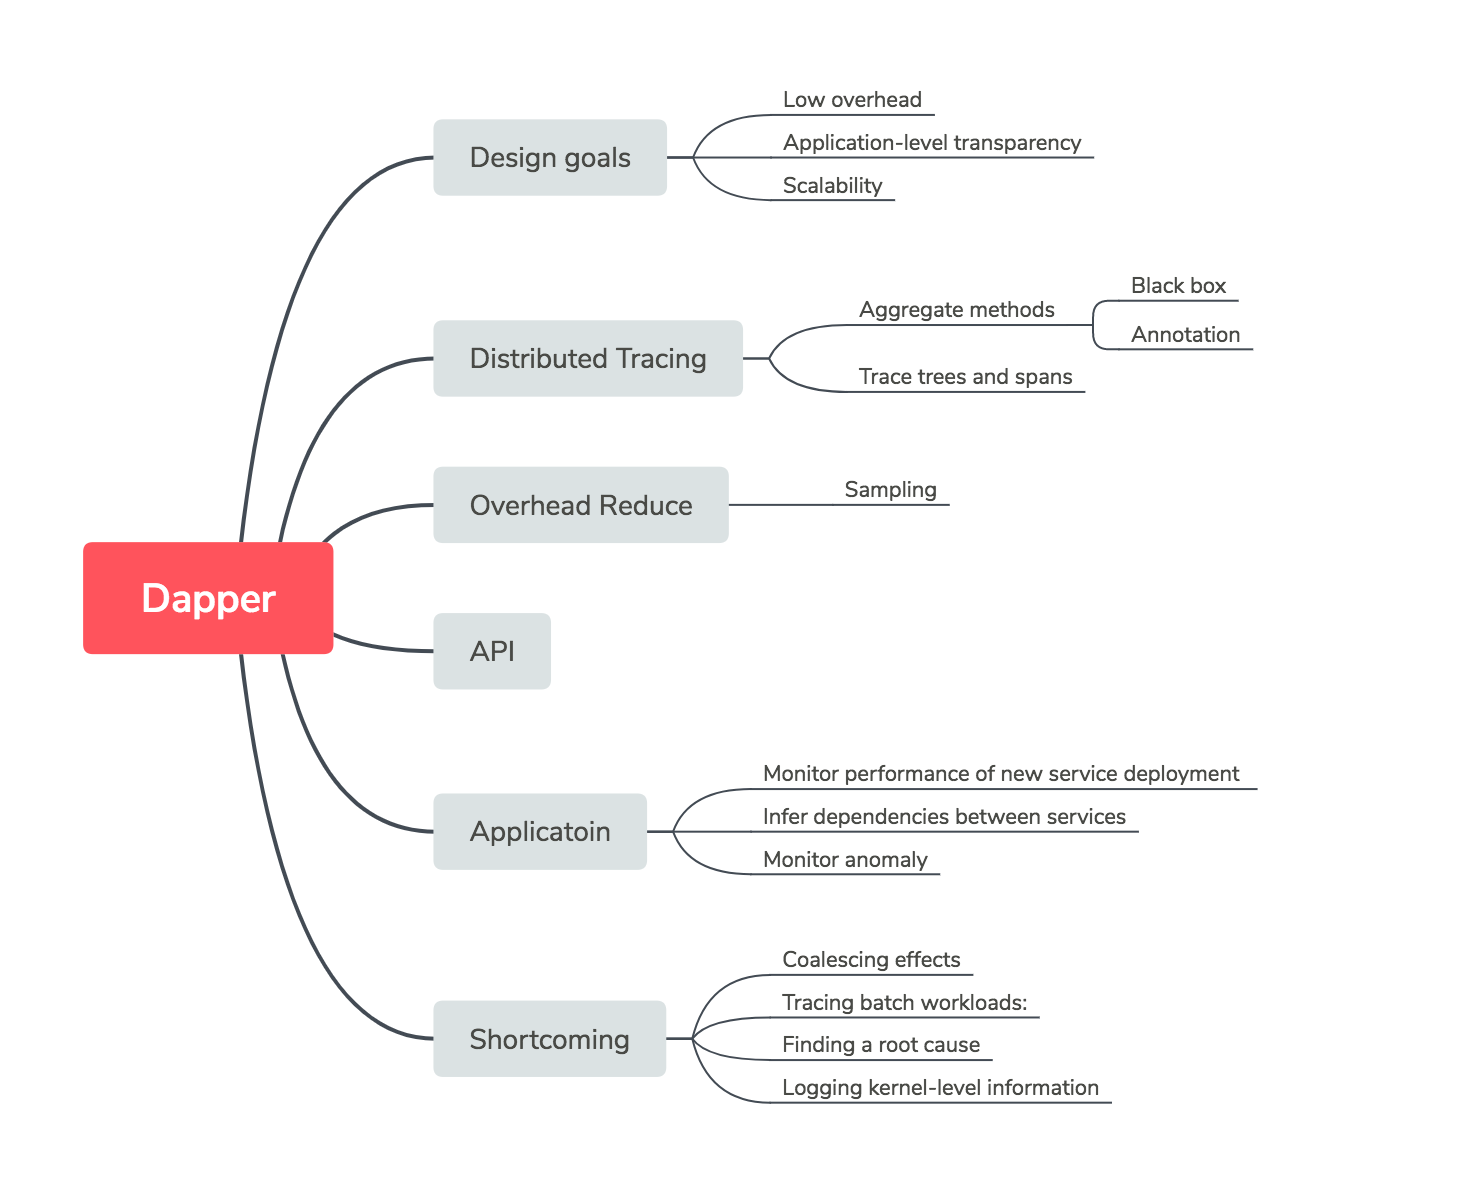 Low overhead
Design goals
Application-level transparency
Scalability
Black box
Aggregate methods
Annotation
Distributed Tracing
Trace trees and spans
Sampling
Overhead Reduce
Dapper
API
Monitor performance of new service deployment
Infer dependencies between services
Applicatoin
Monitor anomaly
Coalescing effects
Tracing batch workloads:
Shortcoming
Finding a root cause
Logging kernel-level information